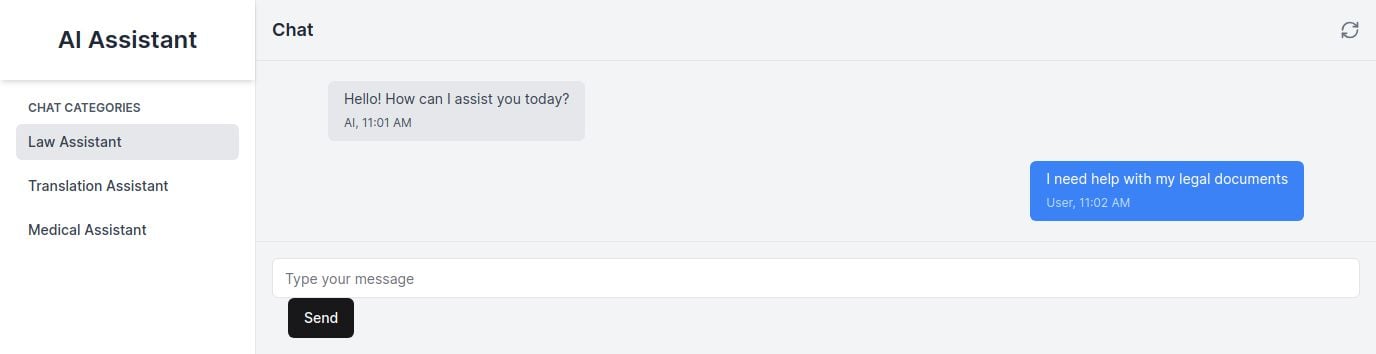 AI Assistant
CHAT CATEGORIES
Law Assistant
Translation Assistant
Medical Assistant
Chat
Hello! How can I assist you today?
AI, 11:01 AM
I need help with my legal documents
User, 11:02 AM
Type your message
Send